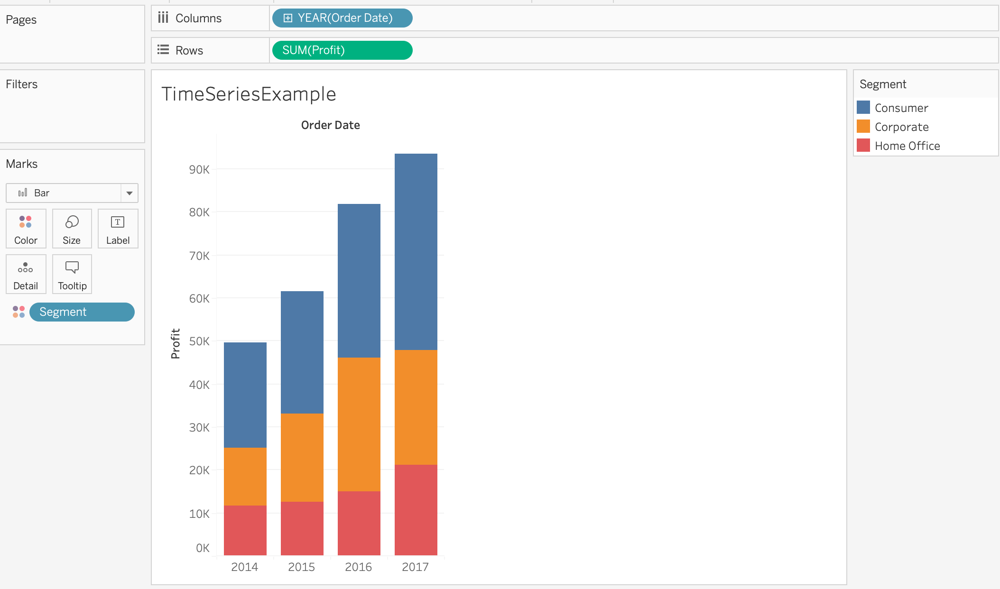 Pages
Columns
YEAR(Order Date)
Rows
SUM(Profit)
Filters
Marks
Bar
Color
Size
T
Label
Detail
Tooltip
Segment
TimeSeriesExample
Order Date
Profit
90K
80K
70K
60K
50K
40K
30K
20K
10K
0K
2014
2015
2016
2017
Segment
Consumer
Corporate
Home Office